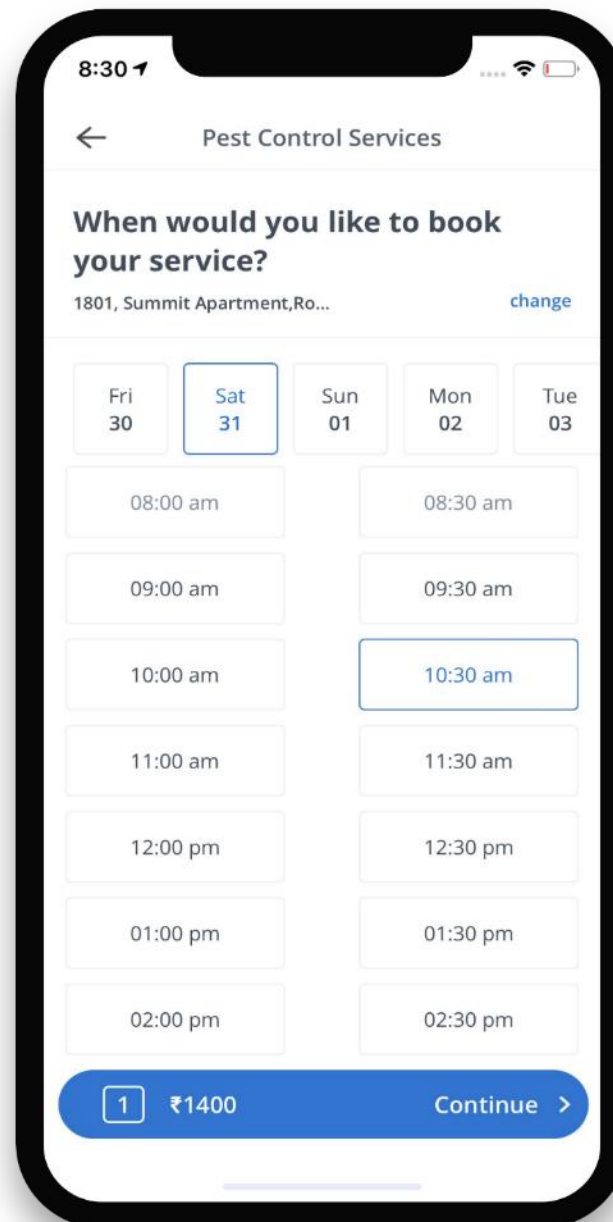 8:30
Pest Control Services
When would you like to book
your service?
1801, Summit Apartment,Ro...
change
Fri
30
Sat
31
Sun
01
Mon
02
Tue
03
08:00 am
08:30 am
09:00 am
09:30 am
10:00 am
10:30 am
11:00 am
11:30 am
12:00 pm
12:30 pm
01:00 pm
01:30 pm
02:00 pm
02:30 pm
1 ₹1400 Continue